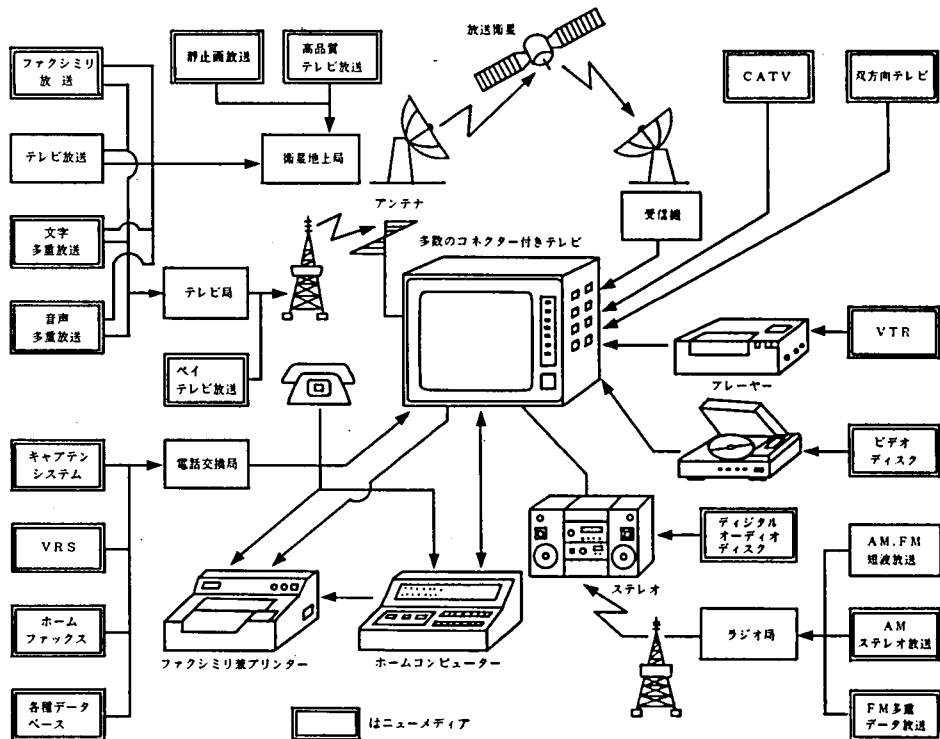 ファクシミリ
放送
静止画放送
高品質
テレビ放送
放送衛星
CATV
双方向テレビ
テレビ放送
衛星地上局
アンテナ
受信機
文字
多重放送
多数のコネクター付きテレビ
テレビ局
音声
多重放送
ペイ
テレビ放送
VTR
プレーヤー
キャプテン
システム
電話交換局
ビデオ
ディスク
VRS
ディジタル
オーディオ
ディスク
AM.FM
短波放送
ステレオ
ホーム
ファックス
ファクシミリ兼プリンター
ホームコンピューター
ラジオ局
AM
ステレオ放送
各種データ
ベース
はニューメディア
FM多重
データ放送